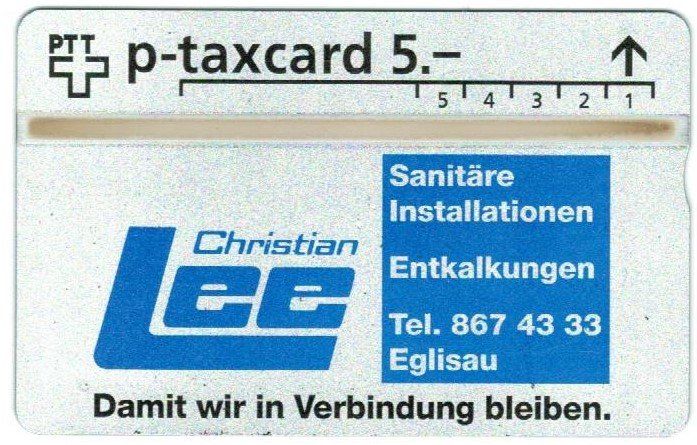 PTT
p-taxcard 5.–
5 4 3 2 1
Christian
Lee
Sanitäre
Installationen
Entkalkungen
Tel. 867 43 33
Eglisau
Damit wir in Verbindung bleiben.